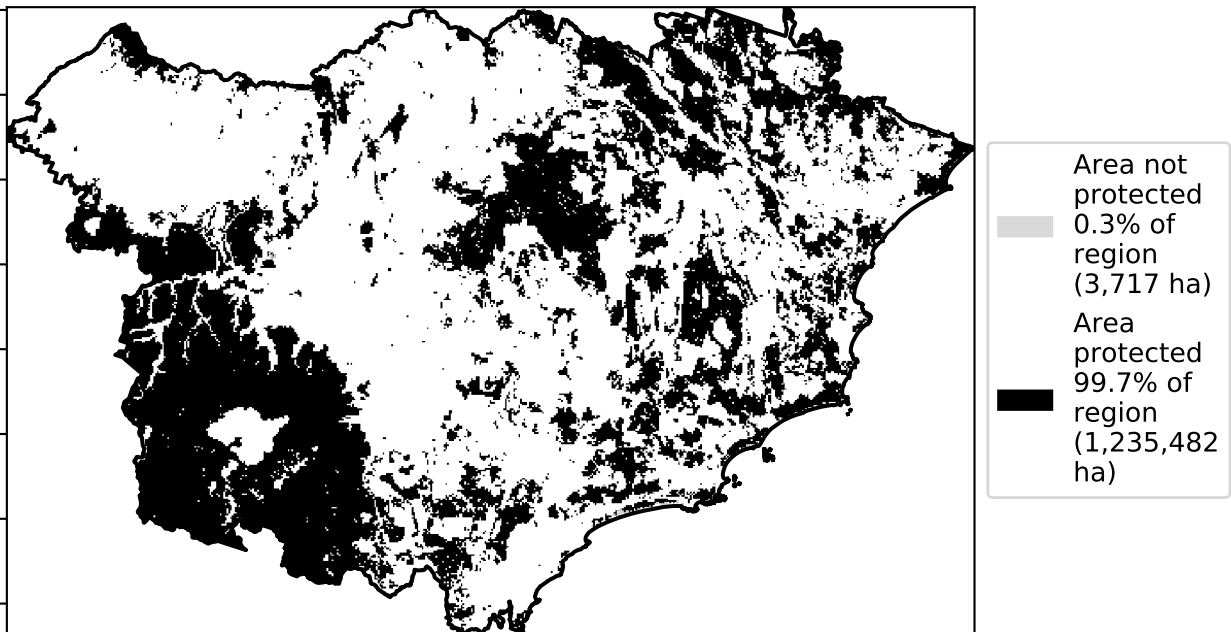 Area not
protected
0.3% of
region
(3,717 ha)
Area
protected
99.7% of
region
(1,235,482
ha)